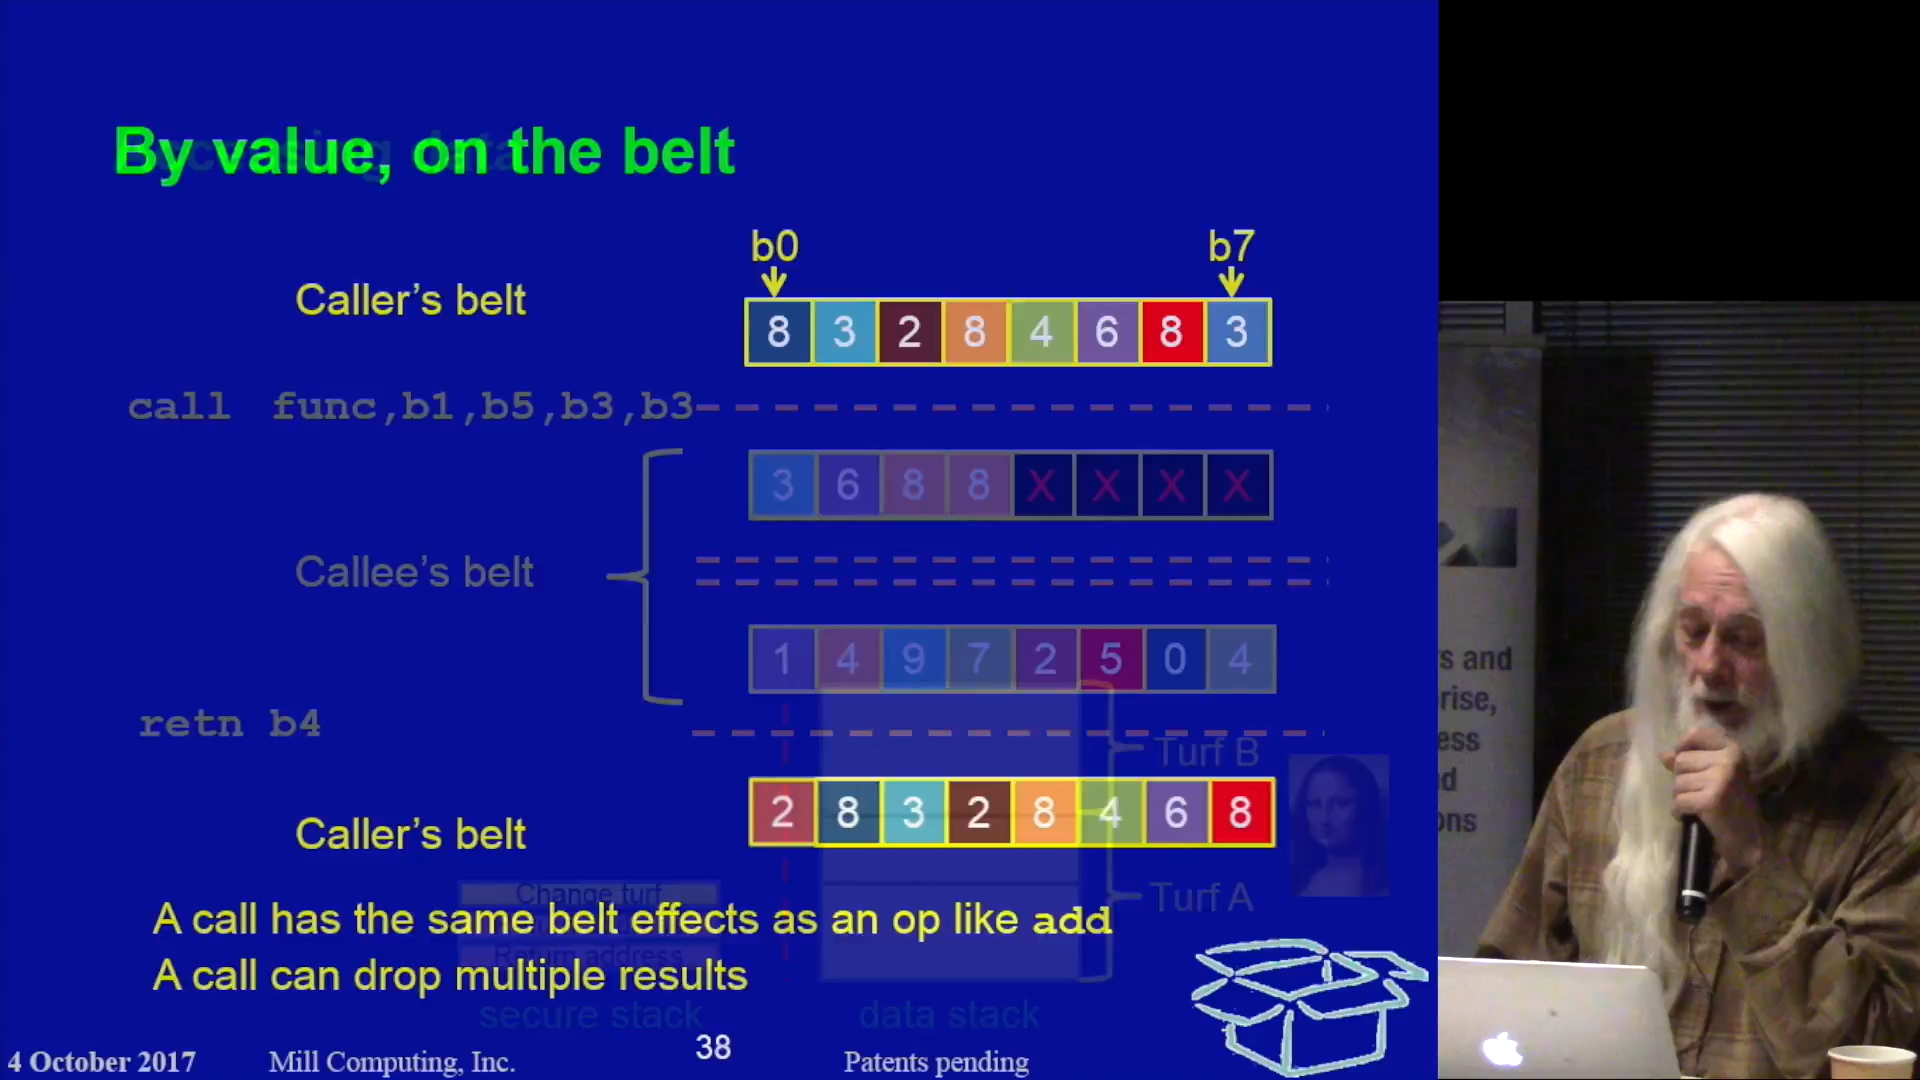 By value, on the belt
b0 b7
Caller's belt
8 3 2 8 4 6 8 3
call func,b1,b5,b3,b3
3 6 8 8 X X X X
Callee's belt
1 4 9 7 2 5 0 4
retn b4
Turf B
Caller's belt
2 8 3 2 8 4 6 8
Change turf
Turf A
A call has the same belt effects as an op like add
Return address
A call can drop multiple results
secure stack data stack
4 October 2017 Mill Computing, Inc. 38 Patents pending
s and
rise,
ess
d
ons